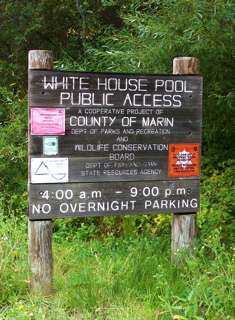 WHITE HOUSE POOL
PUBLIC ACCESS
A COOPERATIVE PROJECT OF
COUNTY OF MARIN
DEPT. OF PARKS AND RECREATION
AND
WILDLIFE CONSERVATION
BOARD
DEPT OF FISH AND GAME
STATE RESOURCES AGENCY
4:00 a.m. – 9:00 p.m.
NO OVERNIGHT PARKING